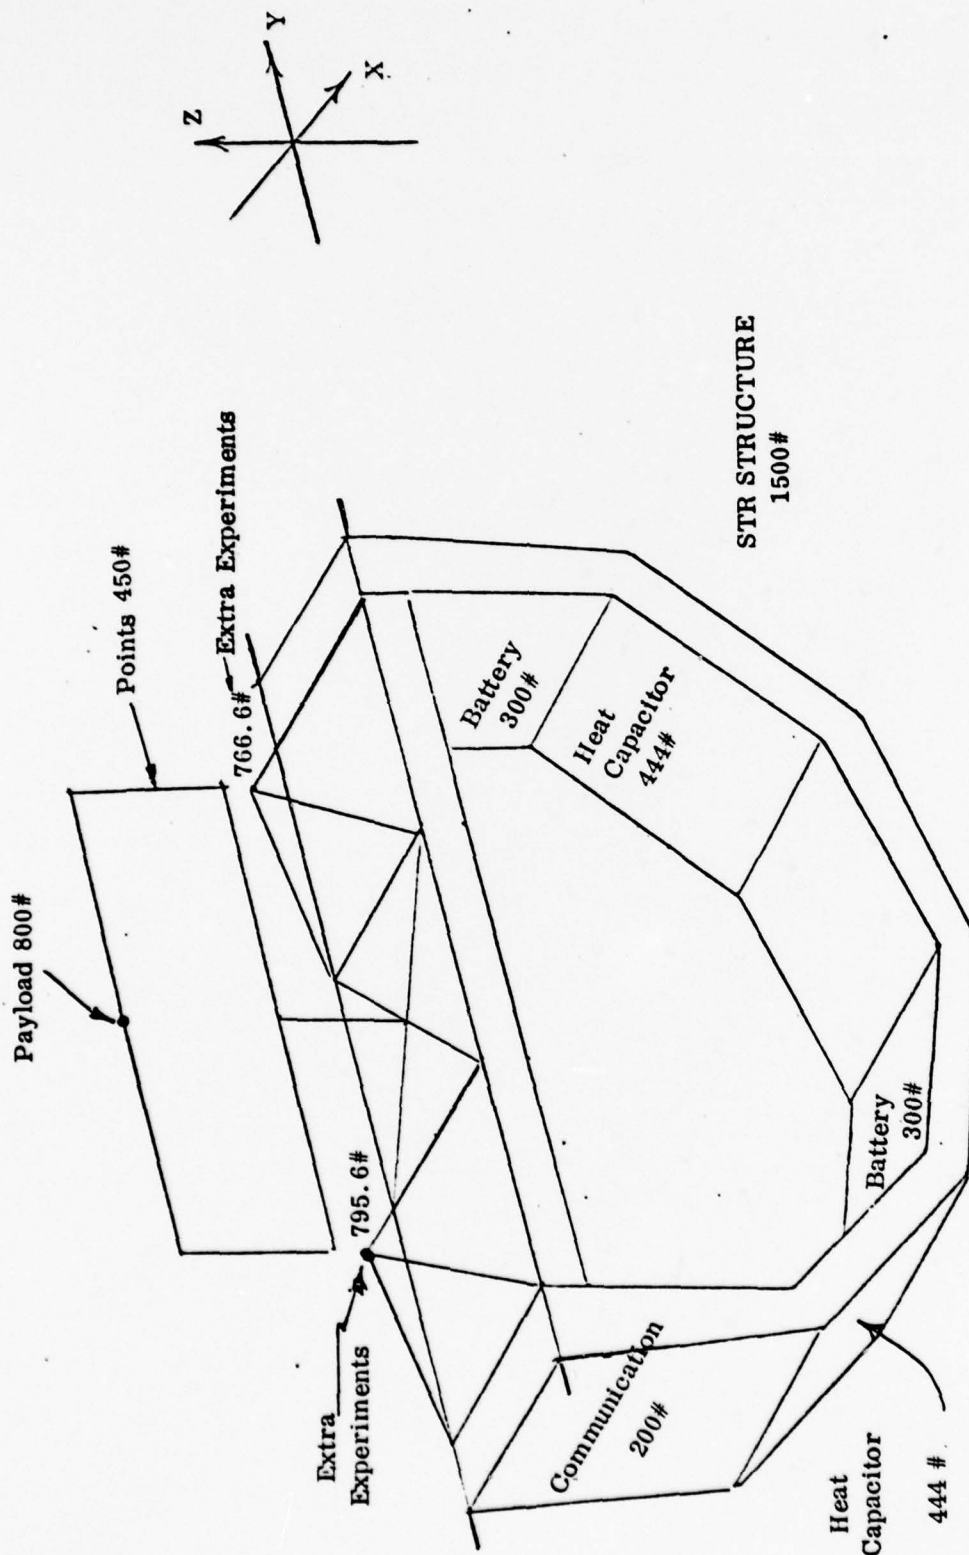 Payload 800#
Points 450#
Extra Experiments
766.6#
795.6#
Extra
Experiments
Z
Y
X
Battery
300#
Heat
Capacitor
444#
STR STRUCTURE
1500#
Battery
300#
Communication
200#
Heat
Capacitor
444 #